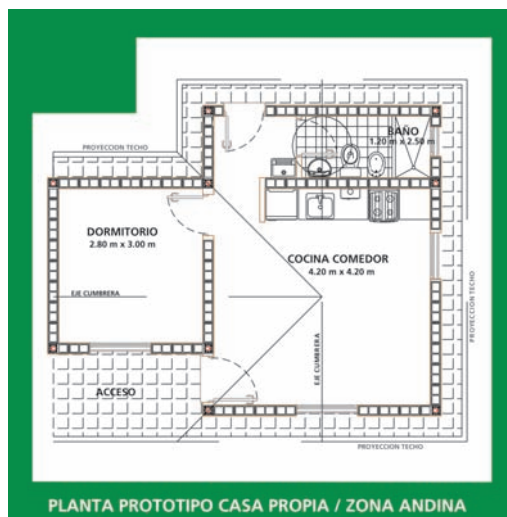 BAÑO
1.20 m x 2.50 m
PROYECCION TECHO
DORMITORIO
2.80 m x 3.00 m
COCINA COMEDOR
4.20 m x 4.20 m
PROYECCION TECHO
EJE CUMBRERA
EJE CUMBRERA
ACCESO
PROYECCION TECHO
PLANTA PROTOTIPO CASA PROPIA / ZONA ANDINA